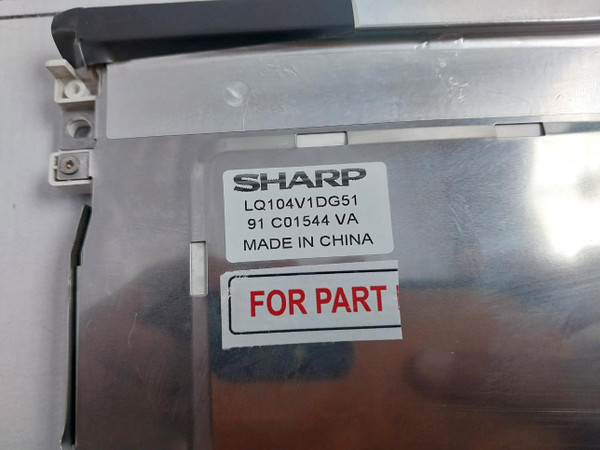 SHARP
LQ104V1DG51
91 C01544 VA
MADE IN CHINA
FOR PART